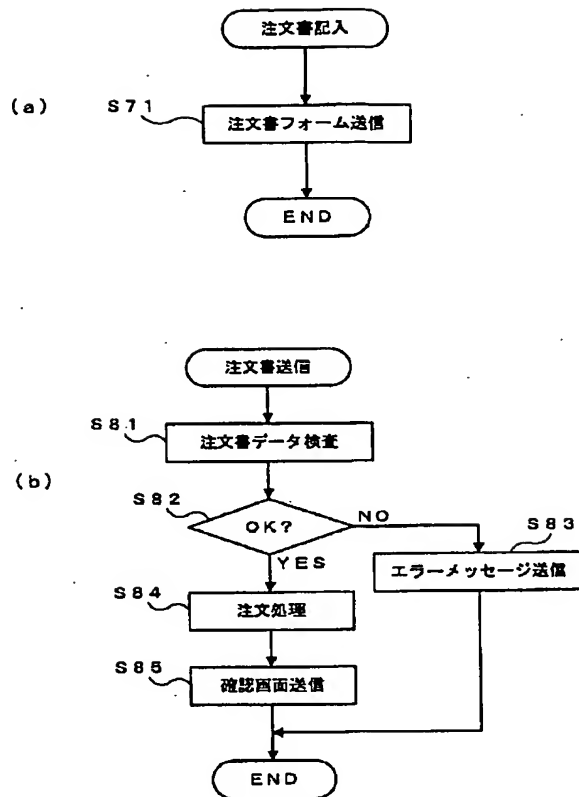 注文書記入
(a)
S71
注文書フォーム送信
END
注文書送信
S81
注文書データ検査
(b)
S82
OK?
NO
S83
YES
エラーメッセージ送信
S84
注文処理
S85
確認画面送信
END